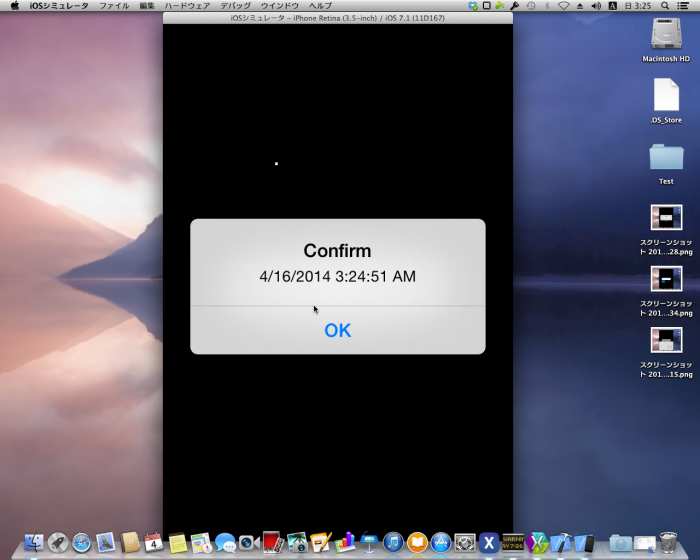 iOSシミュレータ ファイル 編集 ハードウェア デバッグ ウインドウ ヘルプ A 日 3:25
iOSシミュレータ - iPhone Retina (3.5-inch) / iOS 7.1 (11D167)
Macintosh HD
.DS_Store
Test
スクリーンショット 201....28.png
スクリーンショット 201....34.png
スクリーンショット 201....15.png
Confirm
4/16/2014 3:24:51 AM
OK
4
X